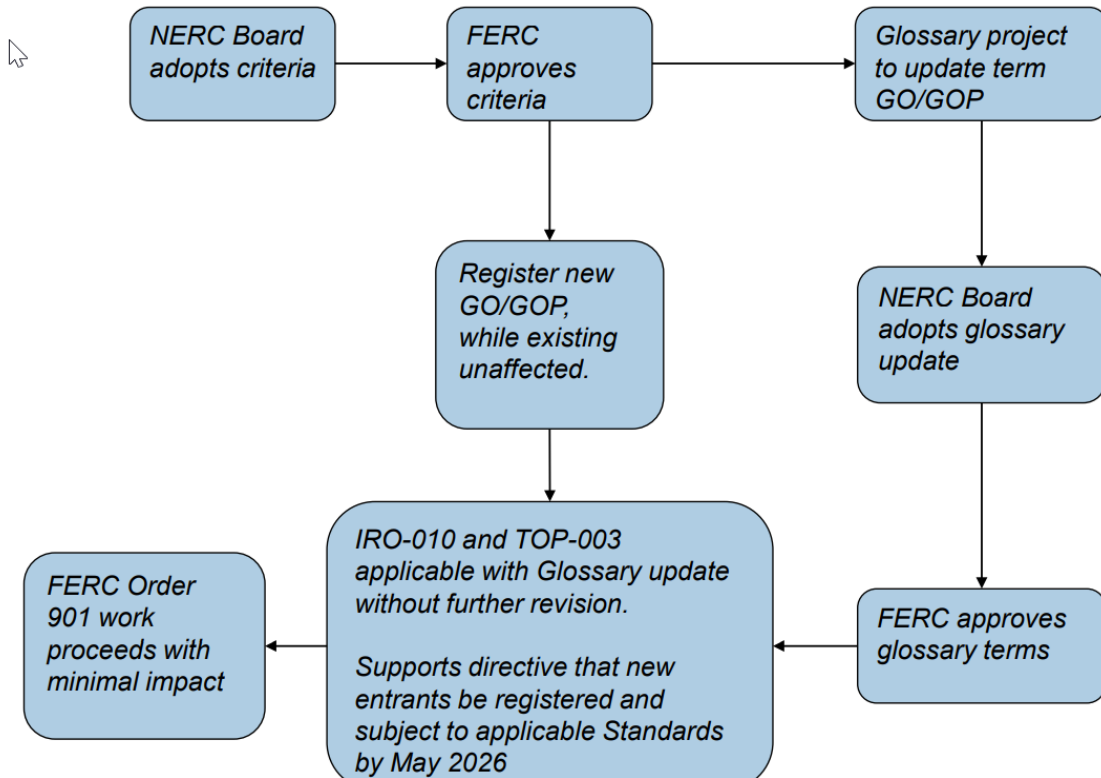 NERC Board
adopts criteria
FERC
approves
criteria
Glossary project
to update term
GO/GOP
Register new
GO/GOP,
while existing
unaffected.
NERC Board
adopts glossary
update
IRO-010 and TOP-003
applicable with Glossary update
without further revision.
Supports directive that new
entrants be registered and
subject to applicable Standards
by May 2026
FERC Order
901 work
proceeds with
minimal impact
FERC approves
glossary terms